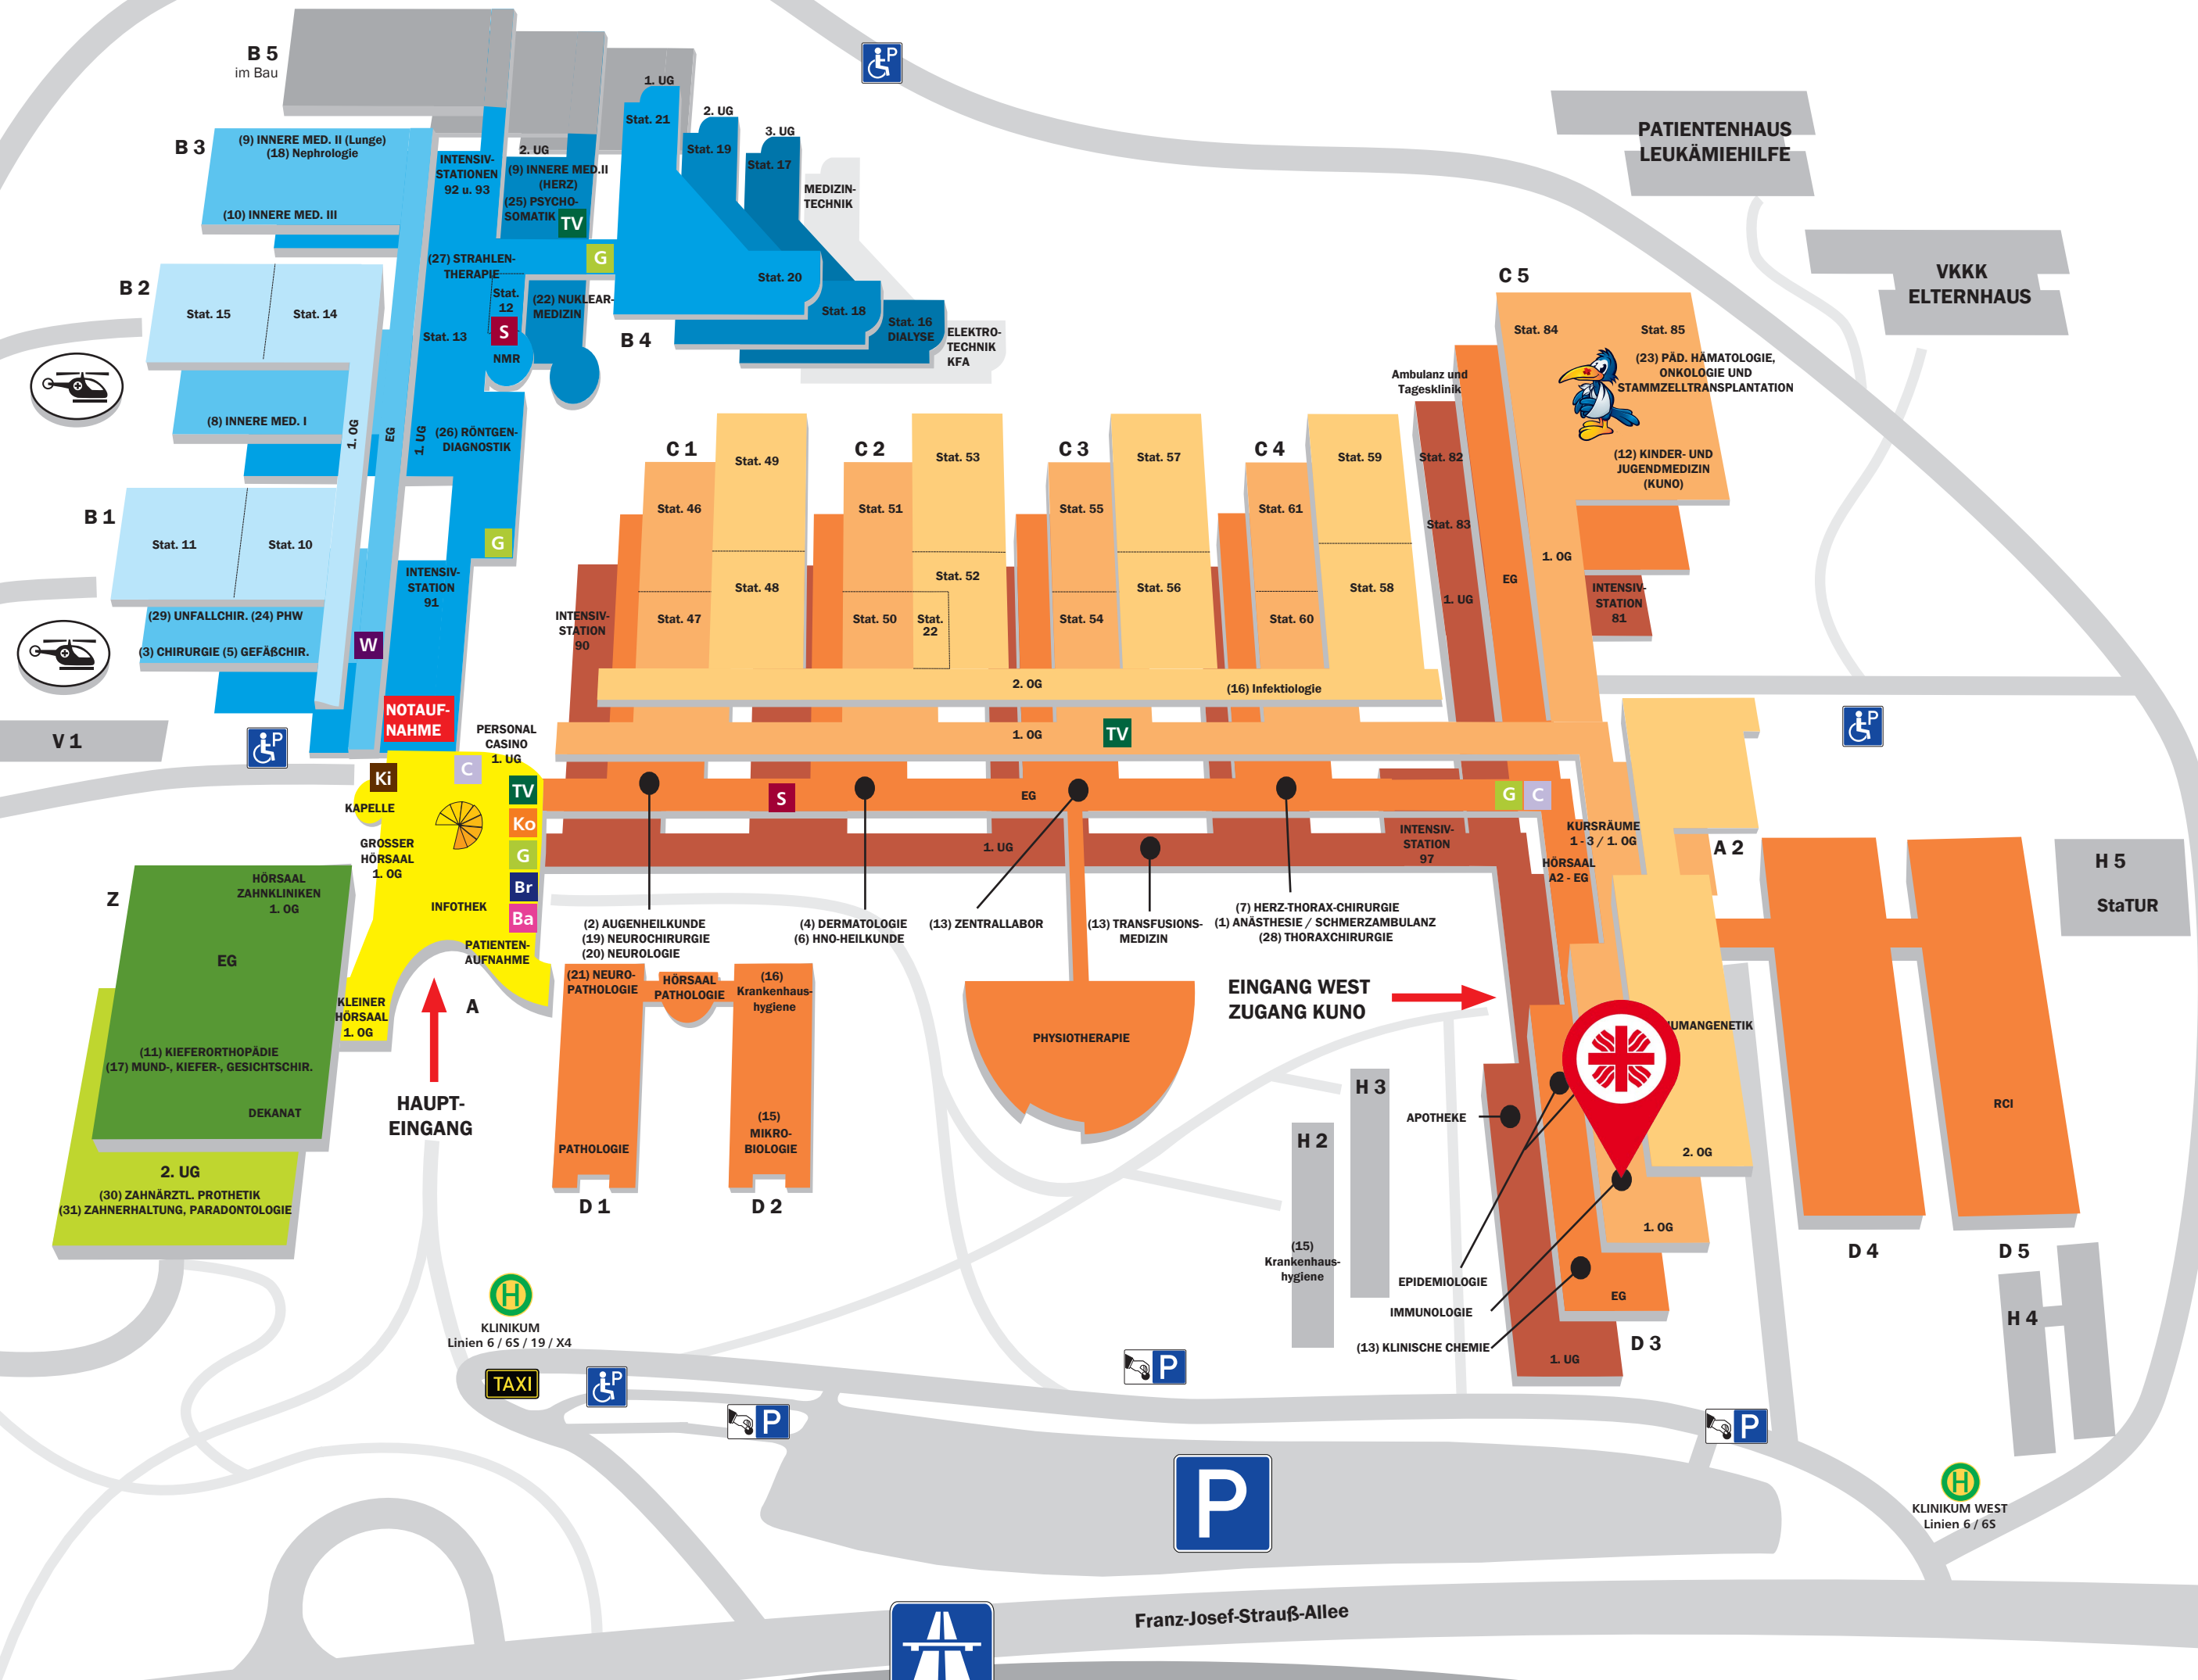 B 5
im Bau
B 3
(9) INNERE MED. II (Lunge)
(18) Nephrologie
(10) INNERE MED. III
INTENSIV-
STATIONEN
92 u. 93
2. UG
(9) INNERE MED.II
(HERZ)
(25) PSYCHO-
SOMATIK
TV
G
1. UG
Stat. 21
2. UG
Stat. 19
3. UG
Stat. 17
MEDIZIN-
TECHNIK
Stat. 20
Stat. 18
Stat. 16
DIALYSE
ELEKTRO-
TECHNIK
KFA
B 4
(27) STRAHLEN-
THERAPIE
Stat.
12
S
NMR
(22) NUKLEAR-
MEDIZIN
Stat. 13
B 2
Stat. 15
Stat. 14
(8) INNERE MED. I
1. OG
EG
1. UG
(26) RÖNTGEN-
DIAGNOSTIK
G
B 1
Stat. 11
Stat. 10
INTENSIV-
STATION
91
(29) UNFALLCHIR. (24) PHW
(3) CHIRURGIE (5) GEFÄßCHIR.
W
NOTAUF-
NAHME
V 1
P
P
PATIENTENHAUS
LEUKÄMIEHILFE
VKKK
ELTERNHAUS
C 5
Stat. 84
Stat. 85
(23) PÄD. HÄMATOLOGIE,
ONKOLOGIE UND
STAMMZELLTRANSPLANTATION
(12) KINDER- UND
JUGENDMEDIZIN
(KUNO)
Ambulanz und
Tagesklinik
Stat. 82
Stat. 83
1. UG
EG
1. OG
INTENSIV-
STATION
81
C 1
Stat. 49
Stat. 46
Stat. 48
Stat. 47
INTENSIV-
STATION
90
C 2
Stat. 53
Stat. 51
Stat. 52
Stat. 50
Stat.
22
C 3
Stat. 57
Stat. 55
Stat. 56
Stat. 54
C 4
Stat. 59
Stat. 61
Stat. 58
Stat. 60
2. OG
(16) Infektiologie
1. OG
TV
S
EG
G
C
1. UG
INTENSIV-
STATION
97
P
PERSONAL
CASINO
1. UG
Ki
C
KAPELLE
TV
Ko
G
Br
Ba
GROSSER
HÖRSAAL
1. OG
INFOTHEK
PATIENTEN-
AUFNAHME
KLEINER
HÖRSAAL
1. OG
A
HAUPT-
EINGANG
Z
HÖRSAAL
ZAHNKLINIKEN
1. OG
EG
(11) KIEFERORTHOPÄDIE
(17) MUND-, KIEFER-, GESICHTSCHIR.
DEKANAT
2. UG
(30) ZAHNÄRZTL. PROTHETIK
(31) ZAHNERHALTUNG, PARADONTOLOGIE
(2) AUGENHEILKUNDE
(19) NEUROCHIRURGIE
(20) NEUROLOGIE
(4) DERMATOLOGIE
(6) HNO-HEILKUNDE
(13) ZENTRALLABOR
(13) TRANSFUSIONS-
MEDIZIN
(7) HERZ-THORAX-CHIRURGIE
(1) ANÄSTHESIE / SCHMERZAMBULANZ
(28) THORAXCHIRURGIE
(21) NEURO-
PATHOLOGIE
HÖRSAAL
PATHOLOGIE
(16)
Krankenhaus-
hygiene
PATHOLOGIE
(15)
MIKRO-
BIOLOGIE
D 1
D 2
PHYSIOTHERAPIE
EINGANG WEST
ZUGANG KUNO
KURSRÄUME
1 - 3 / 1. OG
HÖRSAAL
A2 - EG
A 2
UMANGENETIK
H 5
StaTUR
RCI
D 4
D 5
H 4
H 3
H 2
(15)
Krankenhaus-
hygiene
APOTHEKE
EPIDEMIOLOGIE
IMMUNOLOGIE
(13) KLINISCHE CHEMIE
2. OG
1. OG
EG
1. UG
D 3
H
KLINIKUM
Linien 6 / 6S / 19 / X4
TAXI
P
P
P
P
P
H
KLINIKUM WEST
Linien 6 / 6S
Franz-Josef-Strauß-Allee